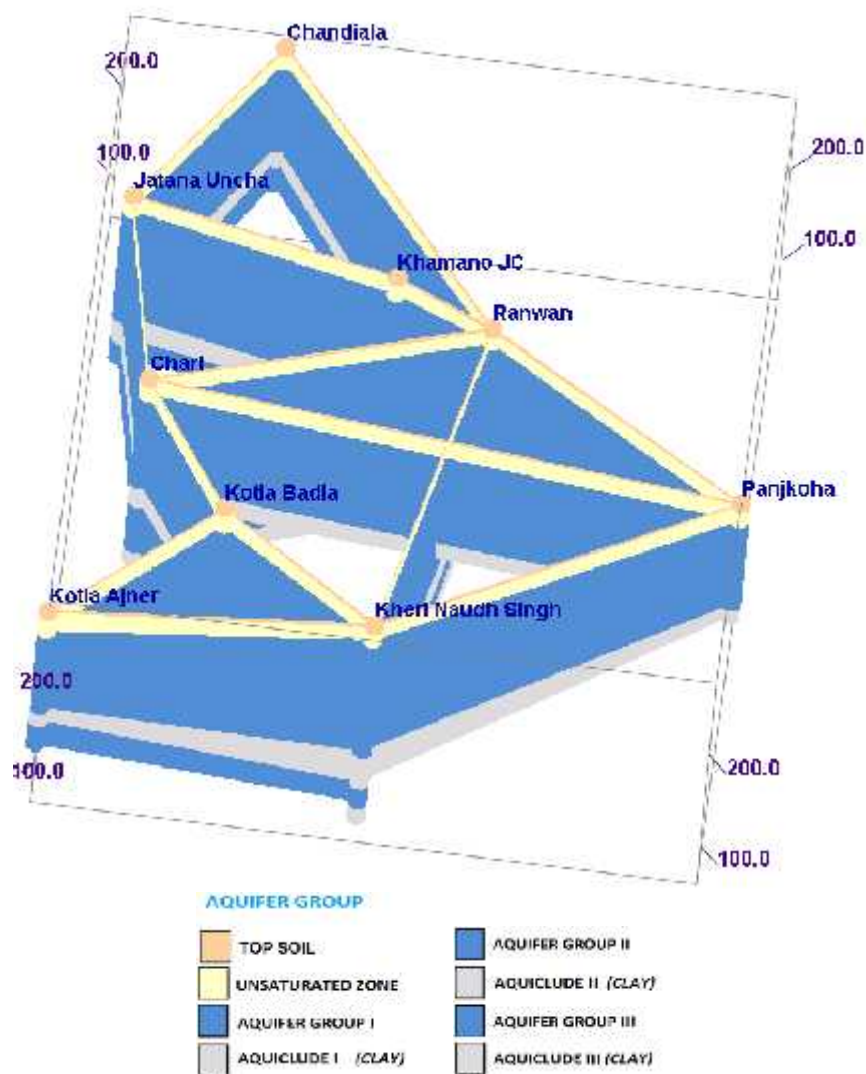 Chandiala
200.0
100.0
200.0
Jatana Uncha
100.0
Khamano JC
Ranwan
Chari
Kotla Badla
Panjkoha
Kotla Ajner
Kheri Naudh Singh
200.0
100.0
200.0
100.0
AQUIFER GROUP
TOP SOIL
AQUIFER GROUP II
UNSATURATED ZONE
AQUICLUDE II (CLAY)
AQUIFER GROUP I
AQUIFER GROUP III
AQUICLUDE I (CLAY)
AQUICLUDE III (CLAY)